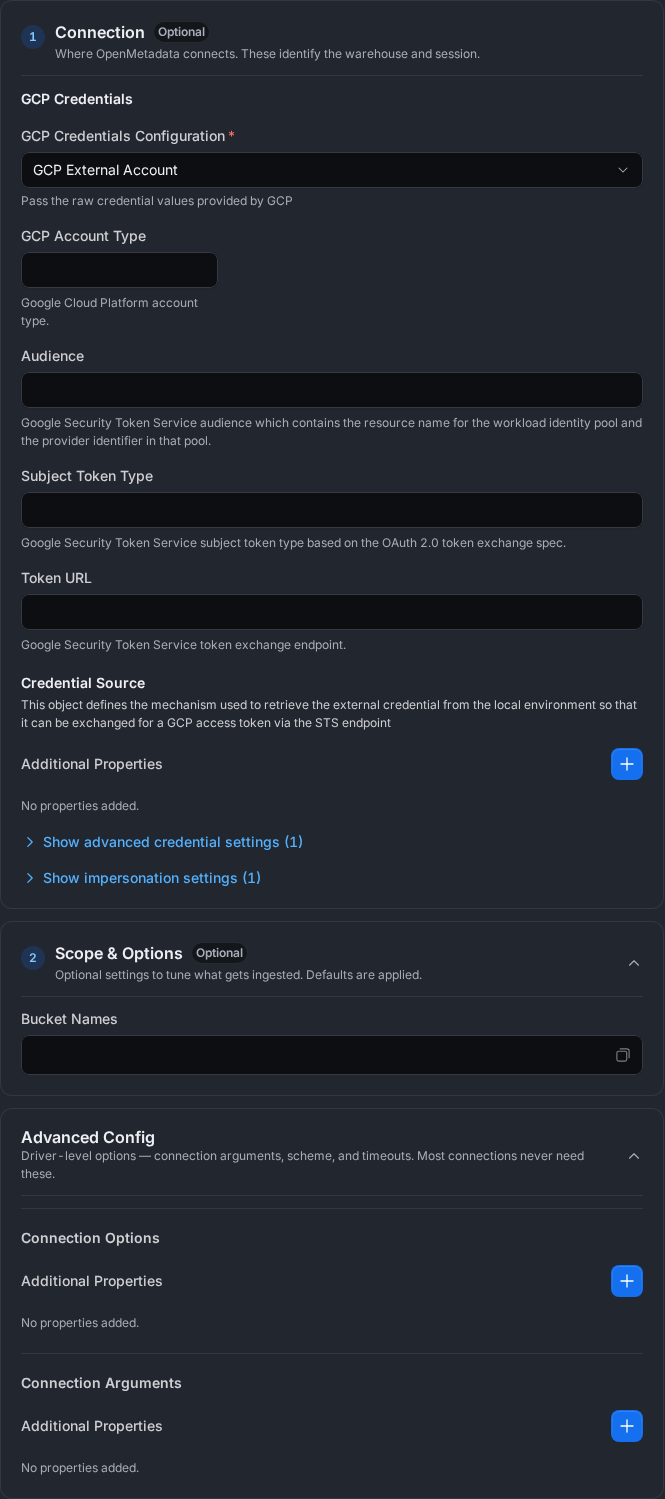 1 Connection Optional
Where OpenMetadata connects. These identify the warehouse and session.
GCP Credentials
GCP Credentials Configuration *
GCP External Account
Pass the raw credential values provided by GCP
GCP Account Type
Google Cloud Platform account
type.
Audience
Google Security Token Service audience which contains the resource name for the workload identity pool and
the provider identifier in that pool.
Subject Token Type
Google Security Token Service subject token type based on the OAuth 2.0 token exchange spec.
Token URL
Google Security Token Service token exchange endpoint.
Credential Source
This object defines the mechanism used to retrieve the external credential from the local environment so that
it can be exchanged for a GCP access token via the STS endpoint
Additional Properties
No properties added.
Show advanced credential settings (1)
Show impersonation settings (1)
2 Scope & Options Optional
Optional settings to tune what gets ingested. Defaults are applied.
Bucket Names
Advanced Config
Driver-level options — connection arguments, scheme, and timeouts. Most connections never need
these.
Connection Options
Additional Properties
No properties added.
Connection Arguments
Additional Properties
No properties added.